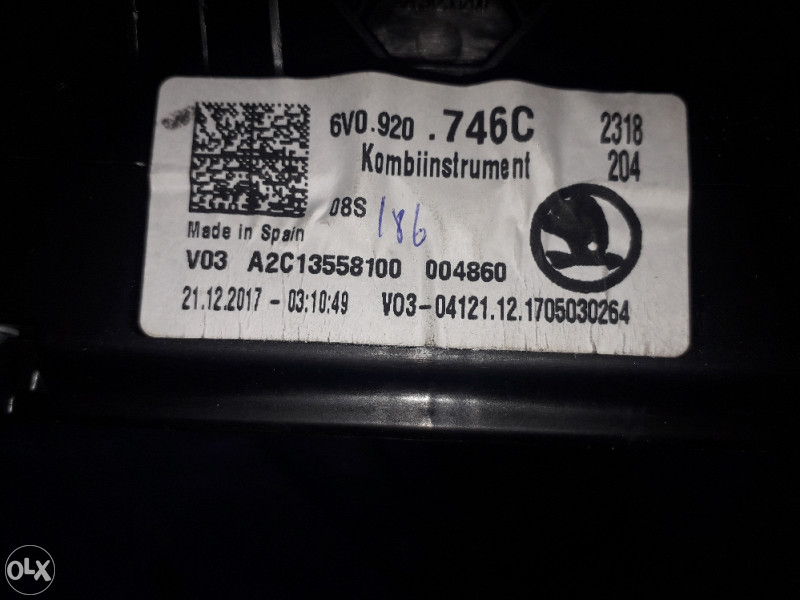 6V0.920 .746C 2318
Kombiinstrument 204
08S 186
Made in Spain
V03 A2C13558100 004860
21.12.2017 - 03:10:49 V03-04121.12.1705030264
OLX